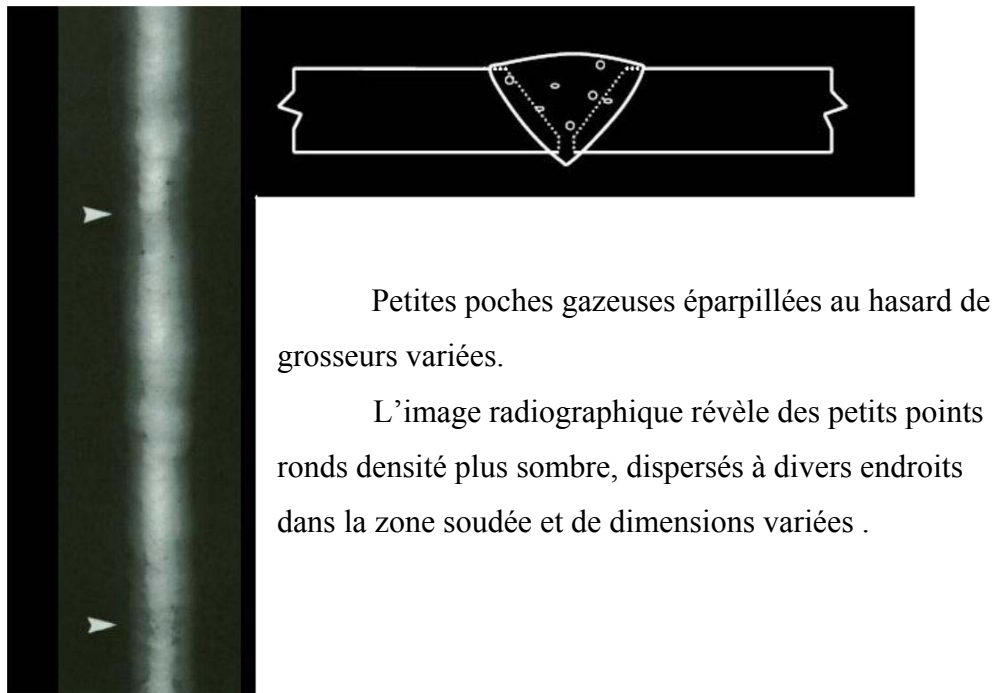 Petites poches gazeuses éparpillées au hasard de
grosseurs variées.
L’image radiographique révèle des petits points
ronds densité plus sombre, dispersés à divers endroits
dans la zone soudée et de dimensions variées .